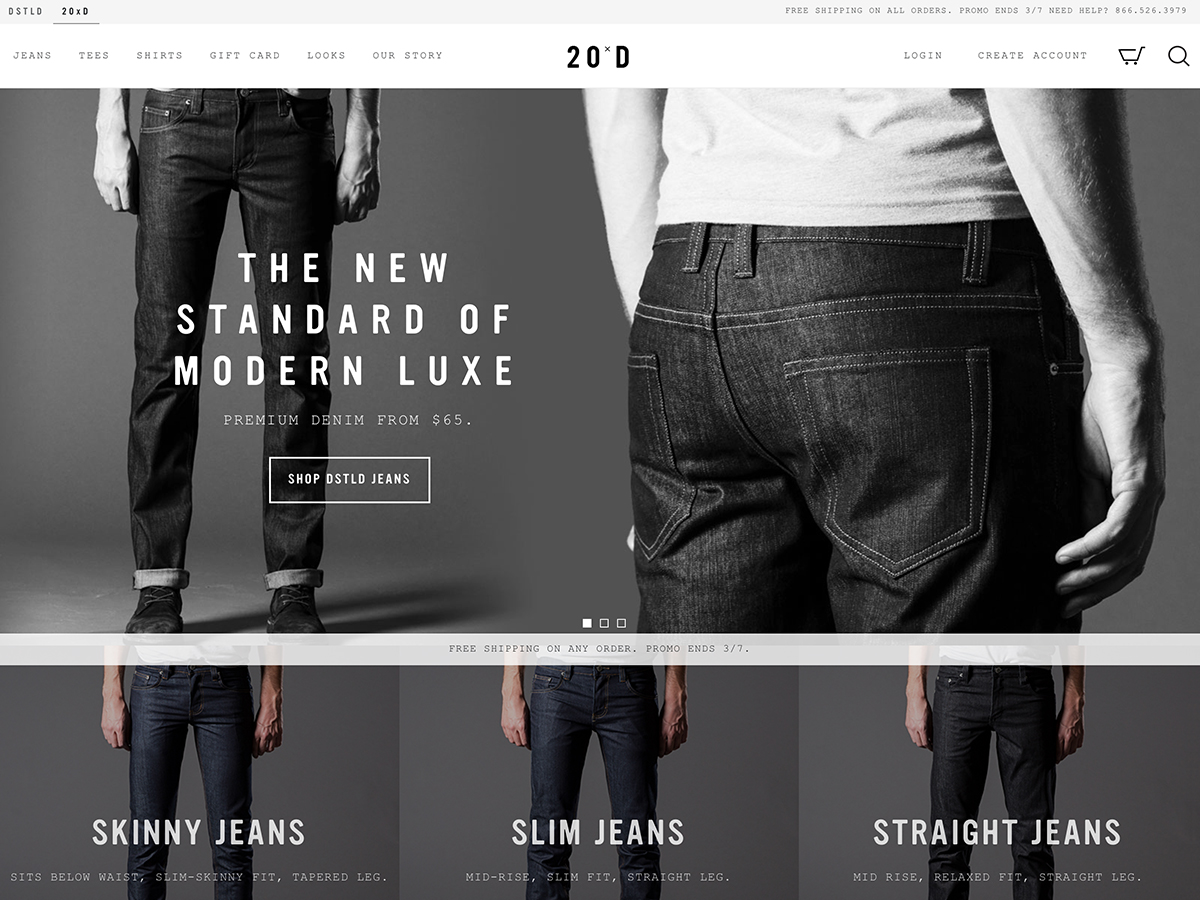 DSTLD 20xD FREE SHIPPING ON ALL ORDERS. PROMO ENDS 3/7 NEED HELP? 866.526.3979
JEANS TEES SHIRTS GIFT CARD LOOKS OUR STORY 20×D LOGIN CREATE ACCOUNT
THE NEW
STANDARD OF
MODERN LUXE
PREMIUM DENIM FROM $65.
SHOP DSTLD JEANS
FREE SHIPPING ON ANY ORDER. PROMO ENDS 3/7.
SKINNY JEANS SLIM JEANS STRAIGHT JEANS
SITS BELOW WAIST, SLIM-SKINNY FIT, TAPERED LEG. MID-RISE, SLIM FIT, STRAIGHT LEG. MID RISE, RELAXED FIT, STRAIGHT LEG.